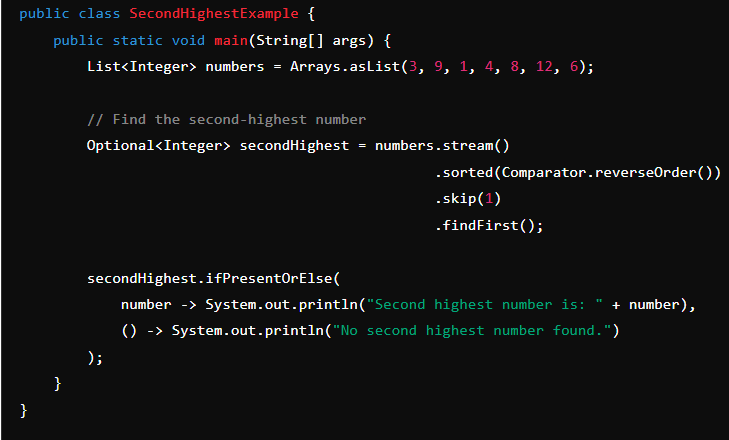 public class SecondHighestExample {
    public static void main(String[] args) {
        List<Integer> numbers = Arrays.asList(3, 9, 1, 4, 8, 12, 6);

        // Find the second-highest number
        Optional<Integer> secondHighest = numbers.stream()
                                                 .sorted(Comparator.reverseOrder())
                                                 .skip(1)
                                                 .findFirst();

        secondHighest.ifPresentOrElse(
            number -> System.out.println("Second highest number is: " + number),
            () -> System.out.println("No second highest number found.")
        );
    }
}